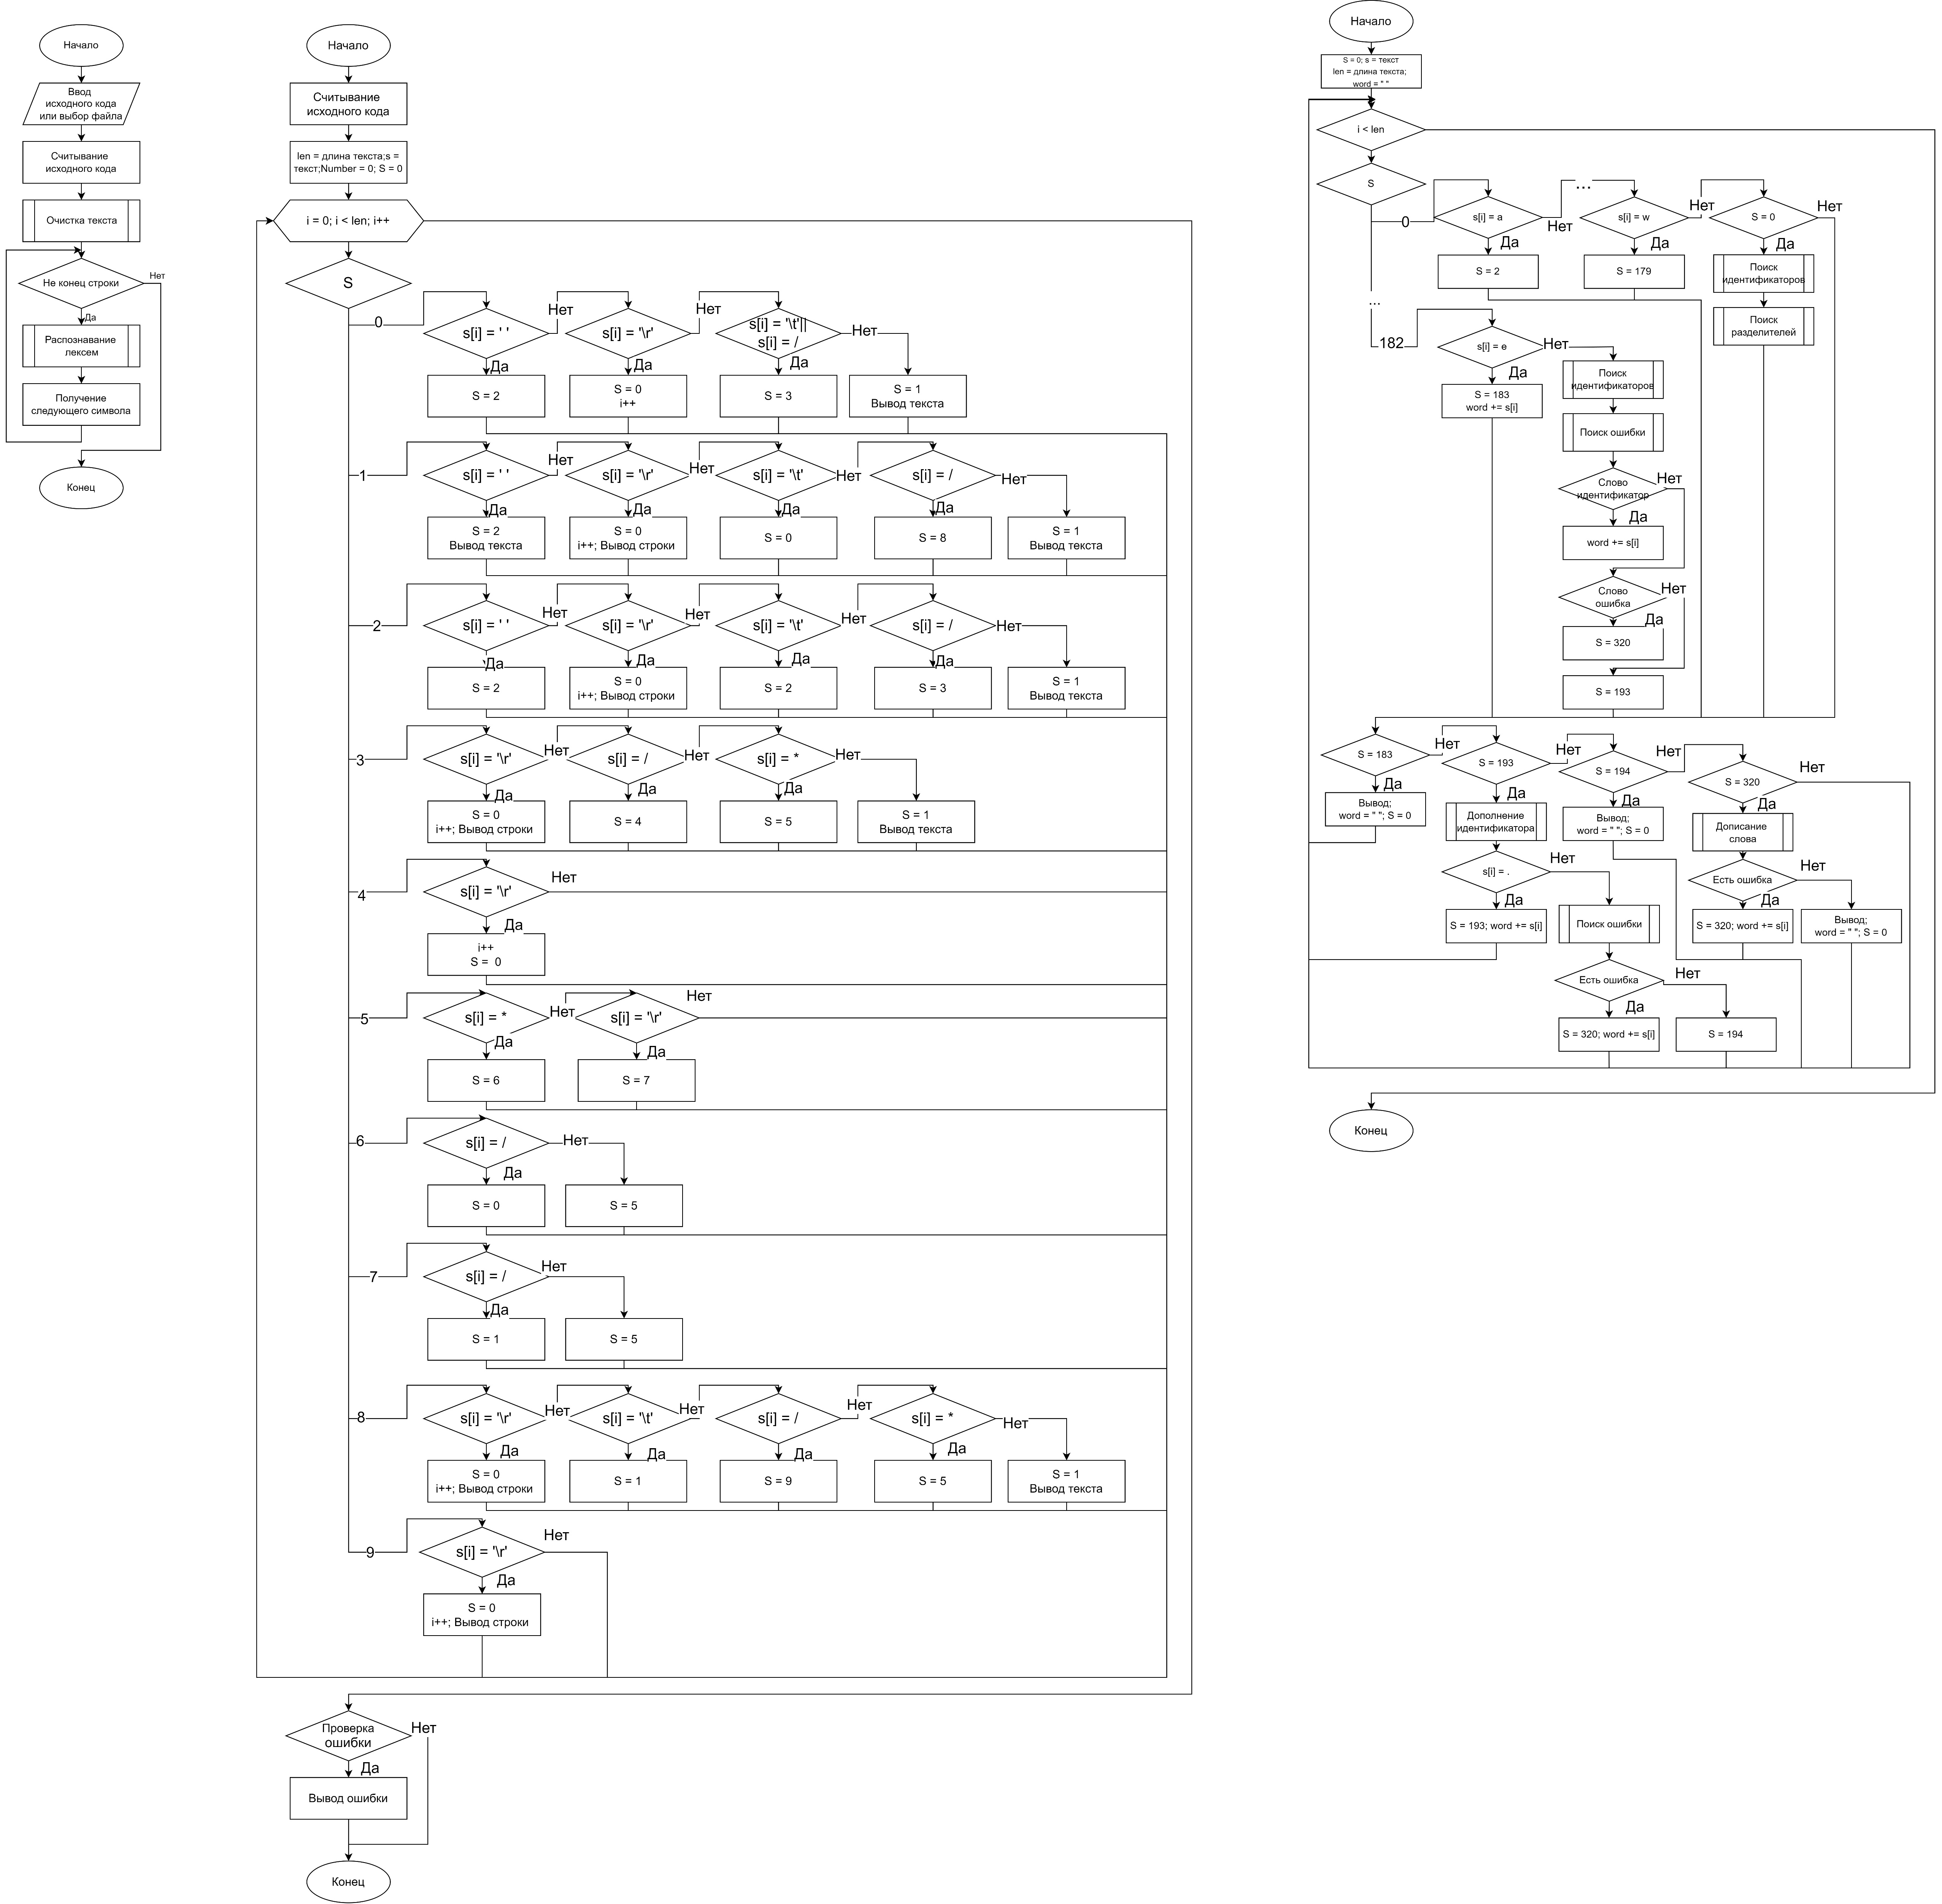 Начало
Ввод
исходного кода
или выбор файла
Считывание
исходного кода
Очистка текста
Не конец строки
Нет
Да
Распознавание
лексем
Получение
следующего символа
Конец
Начало
Считывание
исходного кода
len = длина текста;s =
текст;Number = 0; S = 0
i = 0; i < len; i++
S
0
s[i] = ' '
Нет
s[i] = '\r'
Нет
s[i] = '\t'||
s[i] = /
Нет
Да
Да
Да
S = 2
S = 0
i++
S = 3
S = 1
Вывод текста
1
s[i] = ' '
Нет
s[i] = '\r'
Нет
s[i] = '\t'
Нет
s[i] = /
Нет
Да
Да
Да
Да
S = 2
Вывод текста
S = 0
i++; Вывод строки
S = 0
S = 8
S = 1
Вывод текста
2
s[i] = ' '
Нет
s[i] = '\r'
Нет
s[i] = '\t'
Нет
s[i] = /
Нет
Да
Да
Да
Да
S = 2
S = 0
i++; Вывод строки
S = 2
S = 3
S = 1
Вывод текста
3
s[i] = '\r'
Нет
s[i] = /
Нет
s[i] = *
Нет
Да
Да
Да
S = 0
i++; Вывод строки
S = 4
S = 5
S = 1
Вывод текста
4
s[i] = '\r'
Нет
Да
i++
S = 0
5
s[i] = *
Нет
s[i] = '\r'
Нет
Да
Да
S = 6
S = 7
6
s[i] = /
Нет
Да
S = 0
S = 5
7
s[i] = /
Нет
Да
S = 1
S = 5
8
s[i] = '\r'
Нет
s[i] = '\t'
Нет
s[i] = /
Нет
s[i] = *
Нет
Да
Да
Да
Да
S = 0
i++; Вывод строки
S = 1
S = 9
S = 5
S = 1
Вывод текста
9
s[i] = '\r'
Нет
Да
S = 0
i++; Вывод строки
Проверка
ошибки
Нет
Да
Вывод ошибки
Конец
Начало
S = 0; s = текст
len = длина текста;
word = " "
i < len
S
0
s[i] = a
Нет
...
s[i] = w
Нет
S = 0
Нет
Да
Да
Да
S = 2
S = 179
Поиск
идентификаторов
Поиск
разделителей
...
182
s[i] = e
Нет
Да
S = 183
word += s[i]
Поиск
идентификаторов
Поиск ошибки
Слово
идентификатор
Нет
Да
word += s[i]
Слово
ошибка
Нет
Да
S = 320
S = 193
S = 183
Нет
S = 193
Нет
S = 194
Нет
S = 320
Нет
Да
Да
Да
Да
Вывод;
word = " "; S = 0
Дополнение
идентификатора
Вывод;
word = " "; S = 0
Дописание
слова
s[i] = .
Нет
Есть ошибка
Нет
Да
Да
S = 193; word += s[i]
Поиск ошибки
S = 320; word += s[i]
Вывод;
word = " "; S = 0
Есть ошибка
Нет
Да
S = 320; word += s[i]
S = 194
Конец